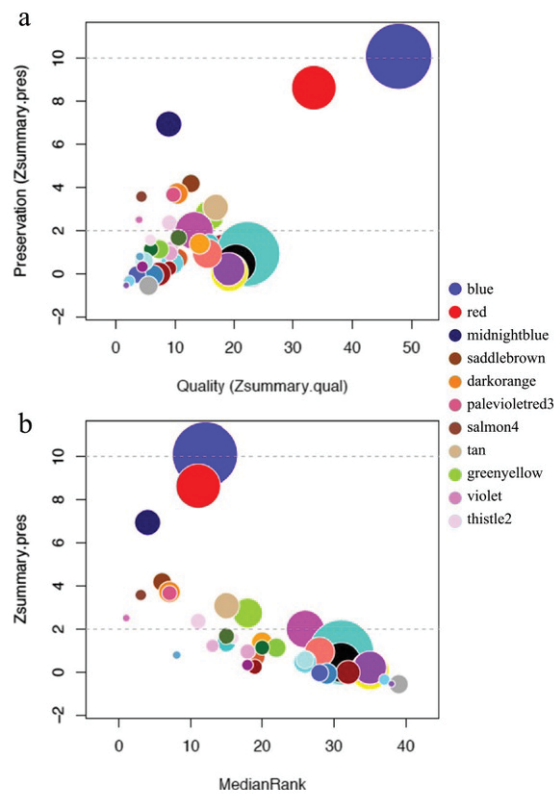 a
Preservation (Zsummary.pres)
10
8
6
4
2
0
−2
0 10 20 30 40 50
Quality (Zsummary.qual)
blue
red
midnightblue
saddlebrown
darkorange
palevioletred3
salmon4
tan
greenyellow
violet
thistle2
b
Zsummary.pres
10
8
6
4
2
0
−2
0 10 20 30 40
MedianRank